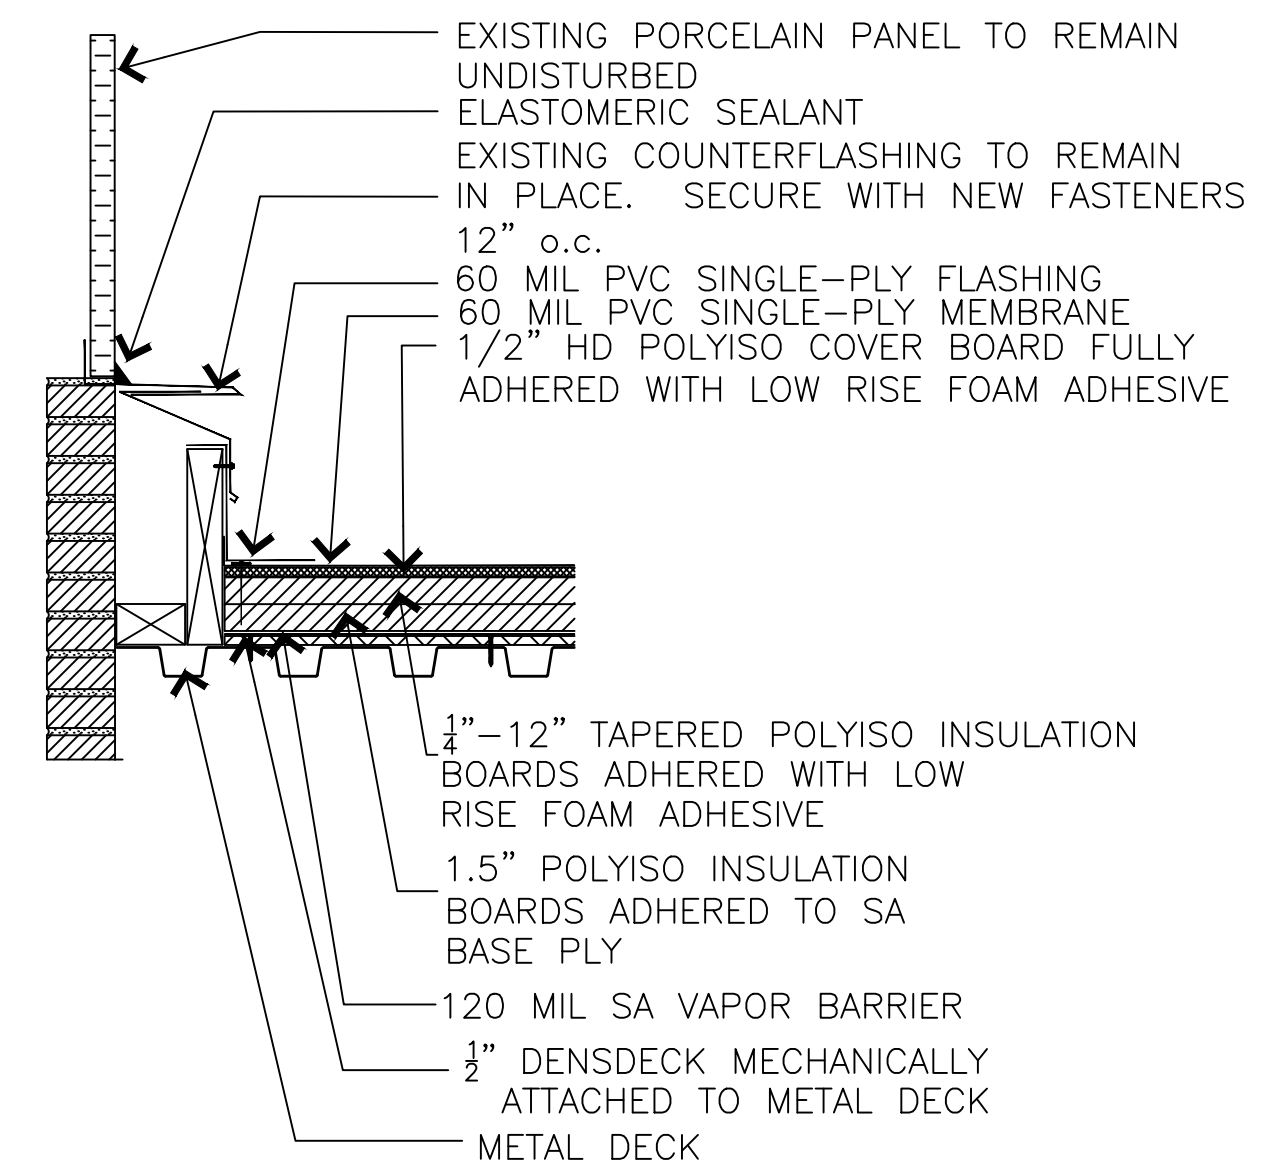 EXISTING PORCELAIN PANEL TO REMAIN
UNDISTURBED
ELASTOMERIC SEALANT
EXISTING COUNTERFLASHING TO REMAIN
IN PLACE. SECURE WITH NEW FASTENERS
12” o.c.
60 MIL PVC SINGLE–PLY FLASHING
60 MIL PVC SINGLE–PLY MEMBRANE
1/2” HD POLYISO COVER BOARD FULLY
ADHERED WITH LOW RISE FOAM ADHESIVE
¼”–12” TAPERED POLYISO INSULATION
BOARDS ADHERED WITH LOW
RISE FOAM ADHESIVE
1.5” POLYISO INSULATION
BOARDS ADHERED TO SA
BASE PLY
120 MIL SA VAPOR BARRIER
½” DENSDECK MECHANICALLY
ATTACHED TO METAL DECK
METAL DECK